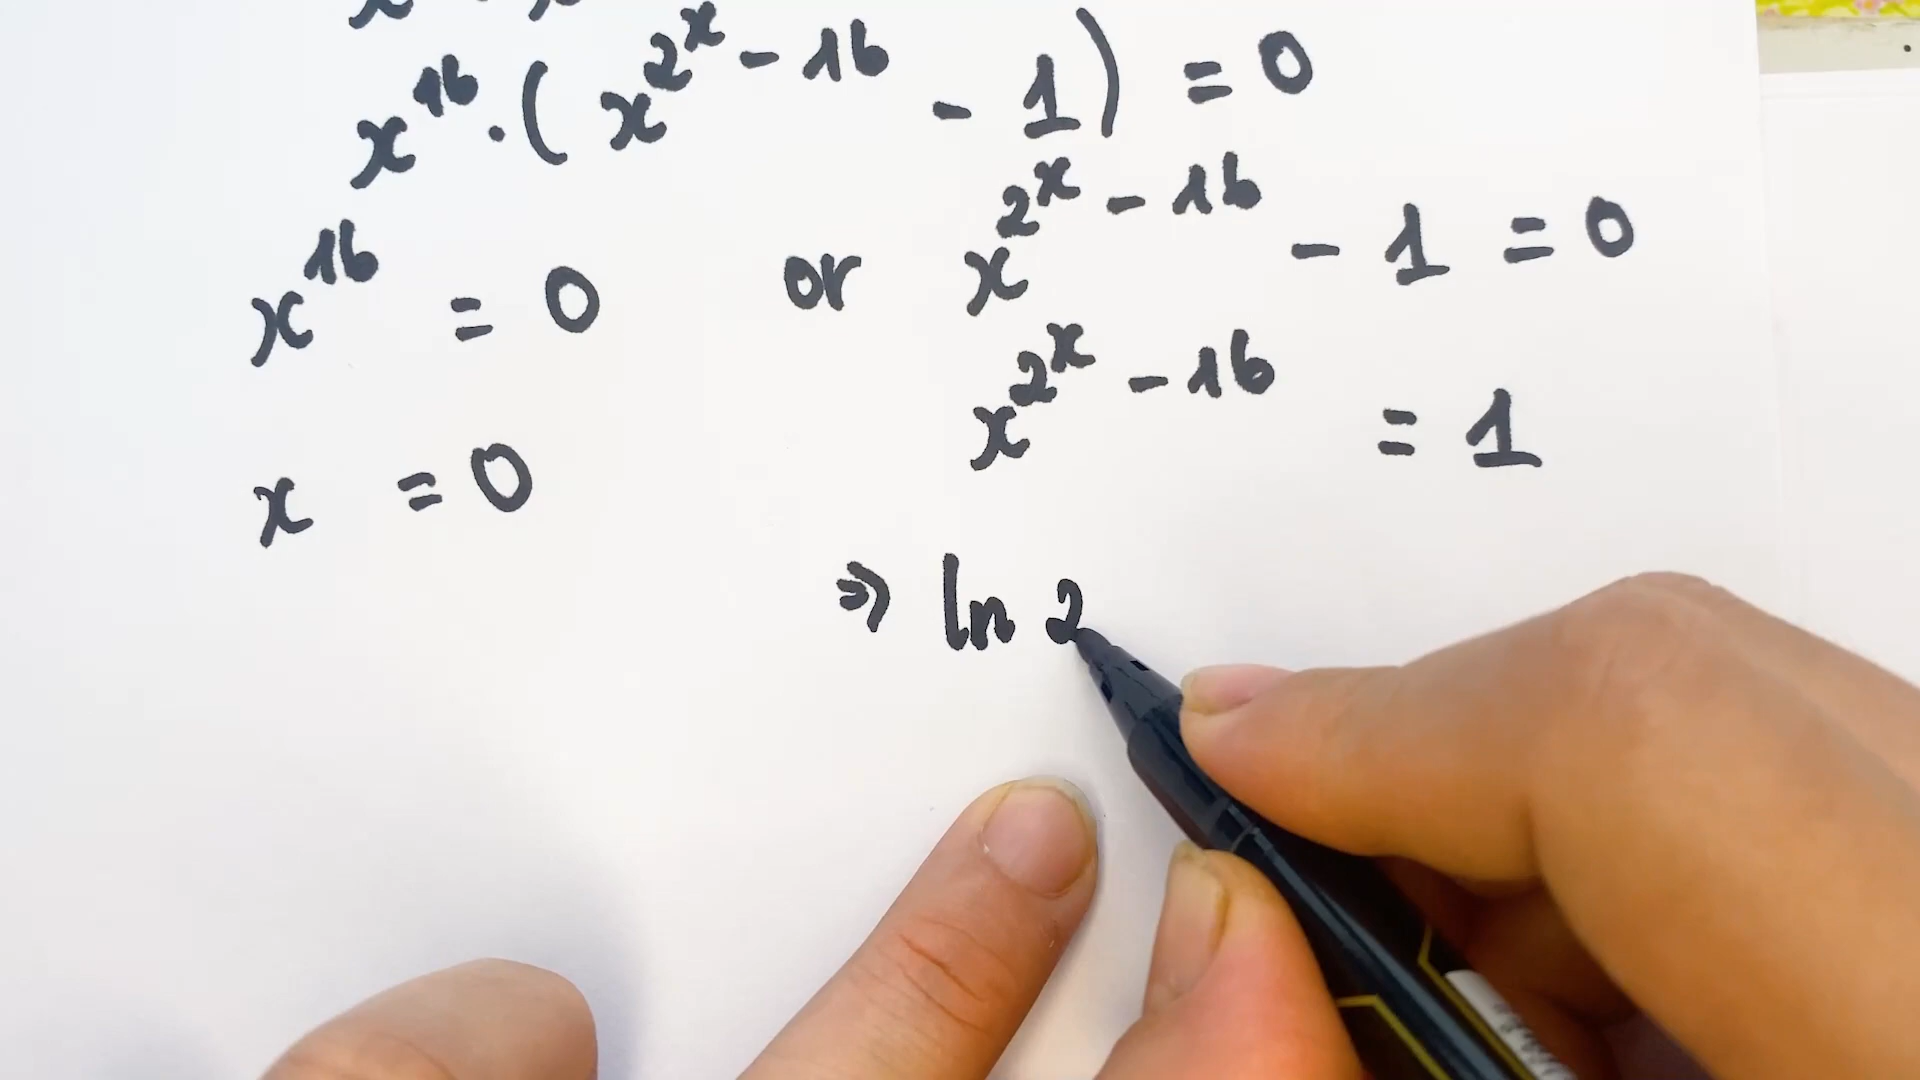 x^16 · (x^(2^x - 16) - 1) = 0
x^16 = 0 or x^(2^x - 16) - 1 = 0
x = 0 x^(2^x - 16) = 1
⇒ ln 2